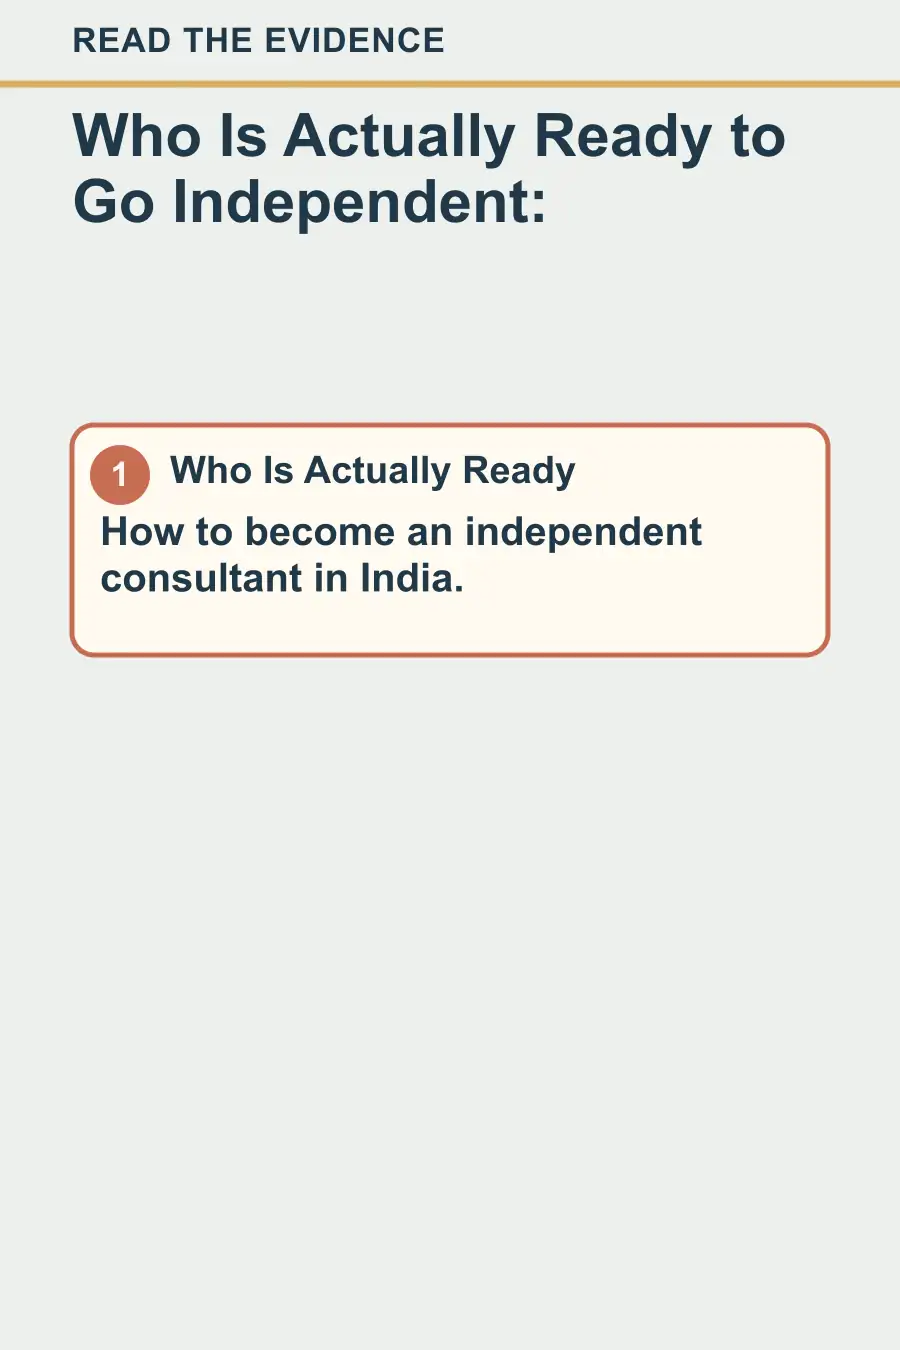 READ THE EVIDENCE
Who Is Actually Ready to
Go Independent:
1 Who Is Actually Ready
How to become an independent
consultant in India.